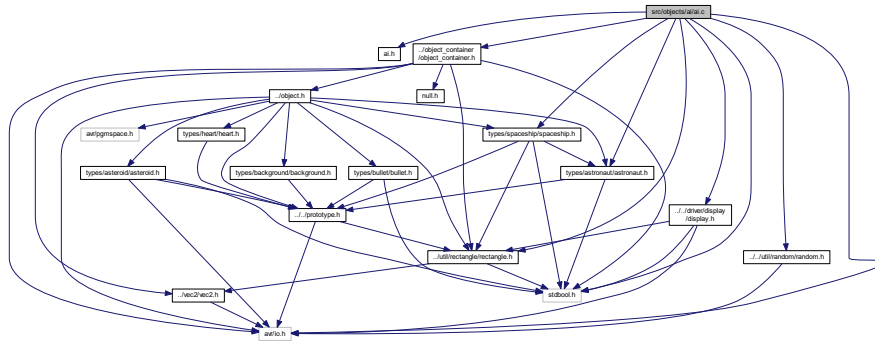 src/objects/ai/ai.c
ai.h
../object_container
/object_container.h
../object.h
null.h
avr/pgmspace.h
types/heart/heart.h
types/spaceship/spaceship.h
types/asteroid/asteroid.h
types/background/background.h
types/bullet/bullet.h
types/astronaut/astronaut.h
../../prototype.h
../../driver/display
/display.h
../util/rectangle/rectangle.h
../../util/random/random.h
../vec2/vec2.h
stdbool.h
avr/io.h